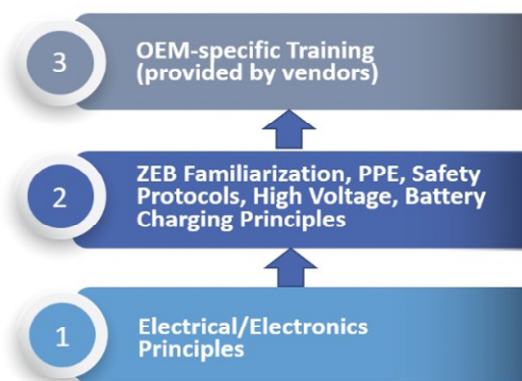 3
OEM-specific Training
(provided by vendors)
2
ZEB Familiarization, PPE, Safety
Protocols, High Voltage, Battery
Charging Principles
1
Electrical/Electronics
Principles